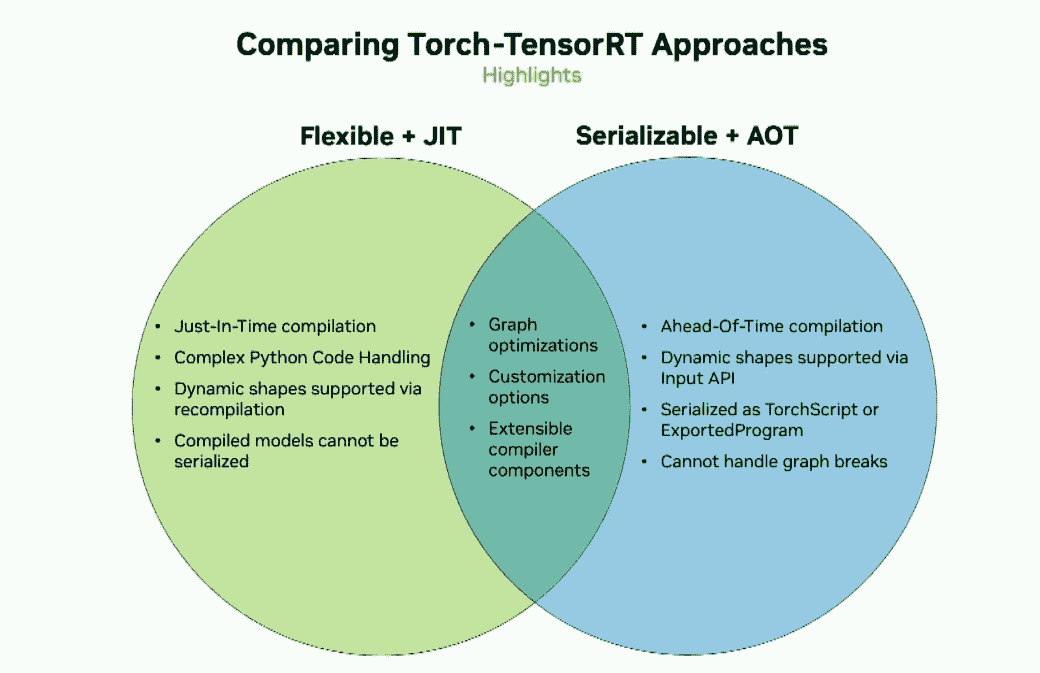 Comparing Torch-TensorRT Approaches
Highlights
Flexible + JIT
Serializable + AOT
• Just-In-Time compilation
• Complex Python Code Handling
• Dynamic shapes supported via
recompilation
• Compiled models cannot be
serialized
• Graph
optimizations
• Customization
options
• Extensible
compiler
components
• Ahead-Of-Time compilation
• Dynamic shapes supported via
Input API
• Serialized as TorchScript or
ExportedProgram
• Cannot handle graph breaks